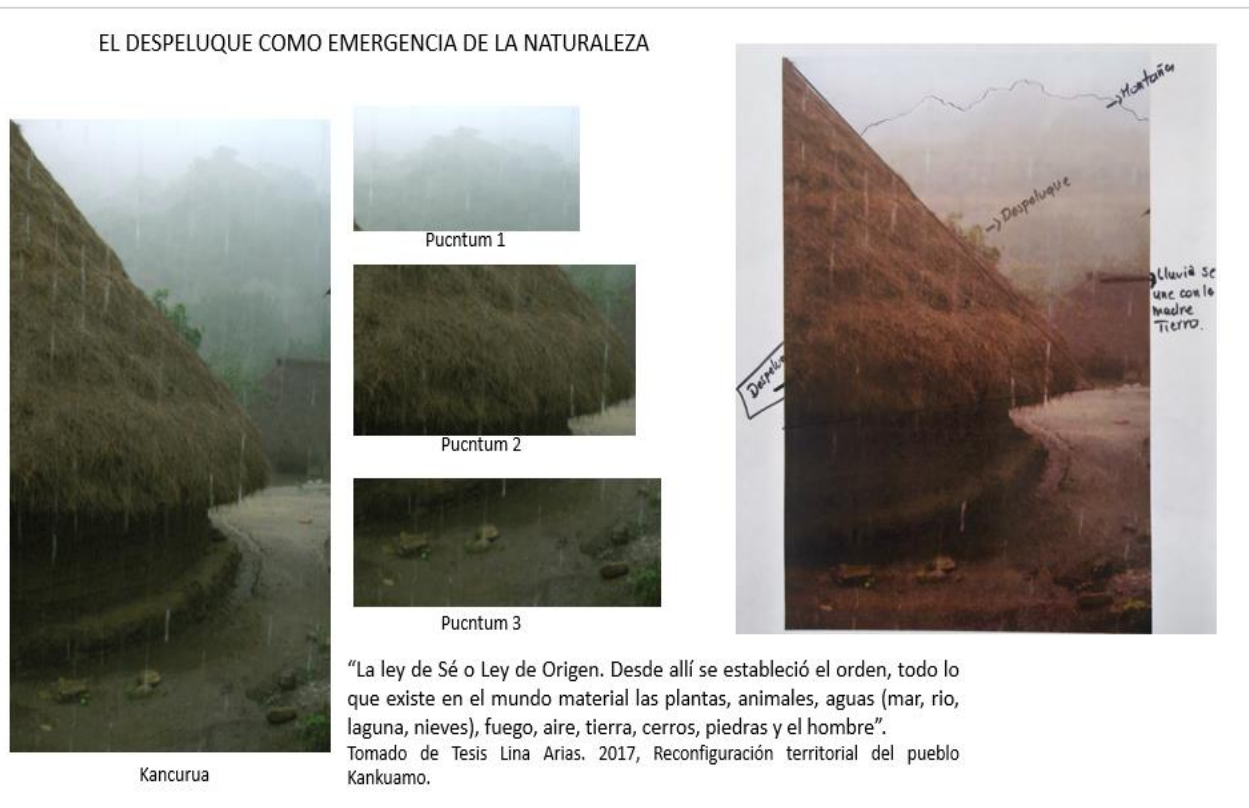 EL DESPELUQUE COMO EMERGENCIA DE LA NATURALEZA
Kancurua
Pucntum 1
Pucntum 2
Pucntum 3
→Montaña
→Despeluque
Lluvia se
une con la
madre
Tierra.
“La ley de Sé o Ley de Origen. Desde allí se estableció el orden, todo lo
que existe en el mundo material las plantas, animales, aguas (mar, rio,
laguna, nieves), fuego, aire, tierra, cerros, piedras y el hombre”.
Tomado de Tesis Lina Arias. 2017, Reconfiguración territorial del pueblo
Kankuamo.